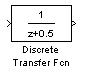 1
z+0.5
Discrete
Transfer Fcn